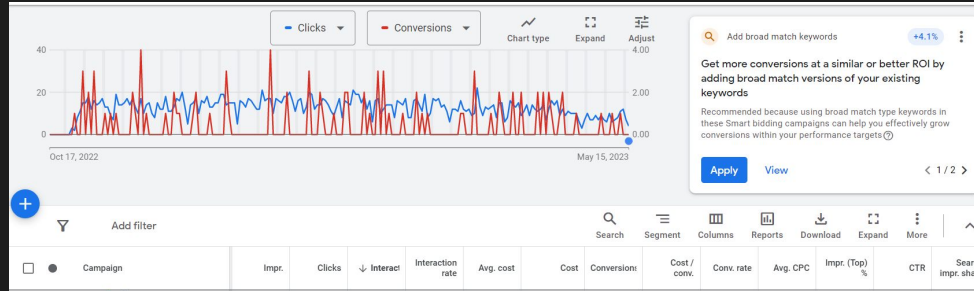 Clicks
Conversions
Chart type
Expand
Adjust
40
20
0
4.00
2.00
0.00
Oct 17, 2022
May 15, 2023
Add broad match keywords
+4.1%
Get more conversions at a similar or better ROI by
adding broad match versions of your existing
keywords
Recommended because using broad match type keywords in
these Smart bidding campaigns can help you effectively grow
conversions within your performance targets
Apply
View
1 / 2
Add filter
Search
Segment
Columns
Reports
Download
Expand
More
Campaign
Impr.
Clicks
Interact
Interaction
rate
Avg. cost
Cost
Conversions
Cost /
conv.
Conv. rate
Avg. CPC
Impr. (Top)
%
CTR
Sear
impr. sha